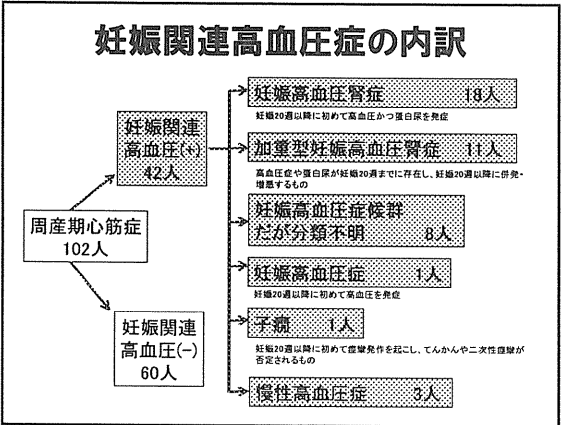 妊娠関連高血圧症の内訳
周産期心筋症
102人
妊娠関連
高血圧(+)
42人
妊娠関連
高血圧(-)
60人
妊娠高血圧腎症 18人
妊娠20週以降に初めて高血圧かつ蛋白尿を発症
加重型妊娠高血圧腎症 11人
高血圧症や蛋白尿が妊娠20週までに存在し、妊娠20週以降に併発・
増悪するもの
妊娠高血圧症候群
だが分類不明 8人
妊娠高血圧症 1人
妊娠20週以降に初めて高血圧を発症
子癇 1人
妊娠20週以降に初めて痙攣発作を起こし、てんかんや二次性痙攣が
否定されるもの
慢性高血圧症 3人